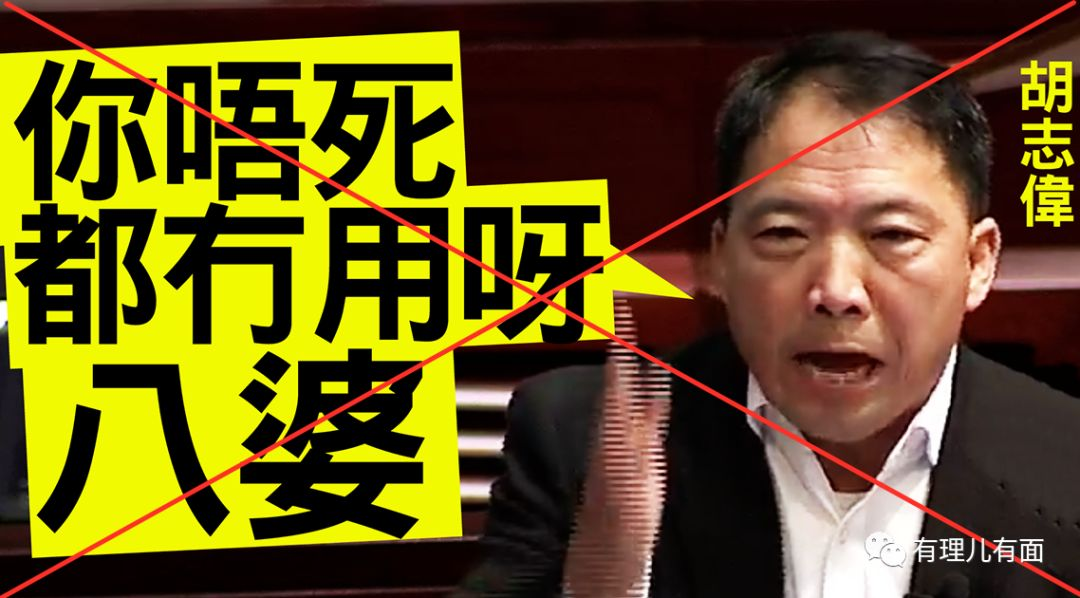 你唔死
都冇用呀
八婆
胡志偉
有理儿有面